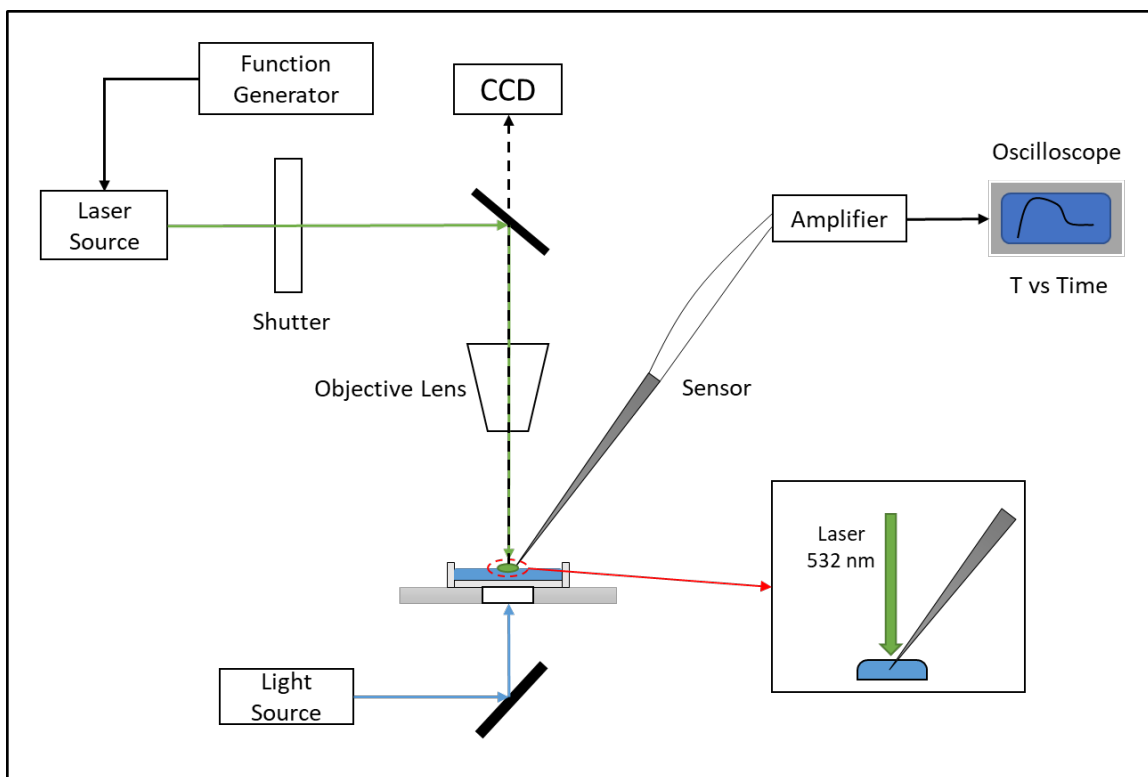 Function
Generator
CCD
Oscilloscope
Laser
Source
Amplifier
T vs Time
Shutter
Objective Lens
Sensor
Laser
532 nm
Light
Source